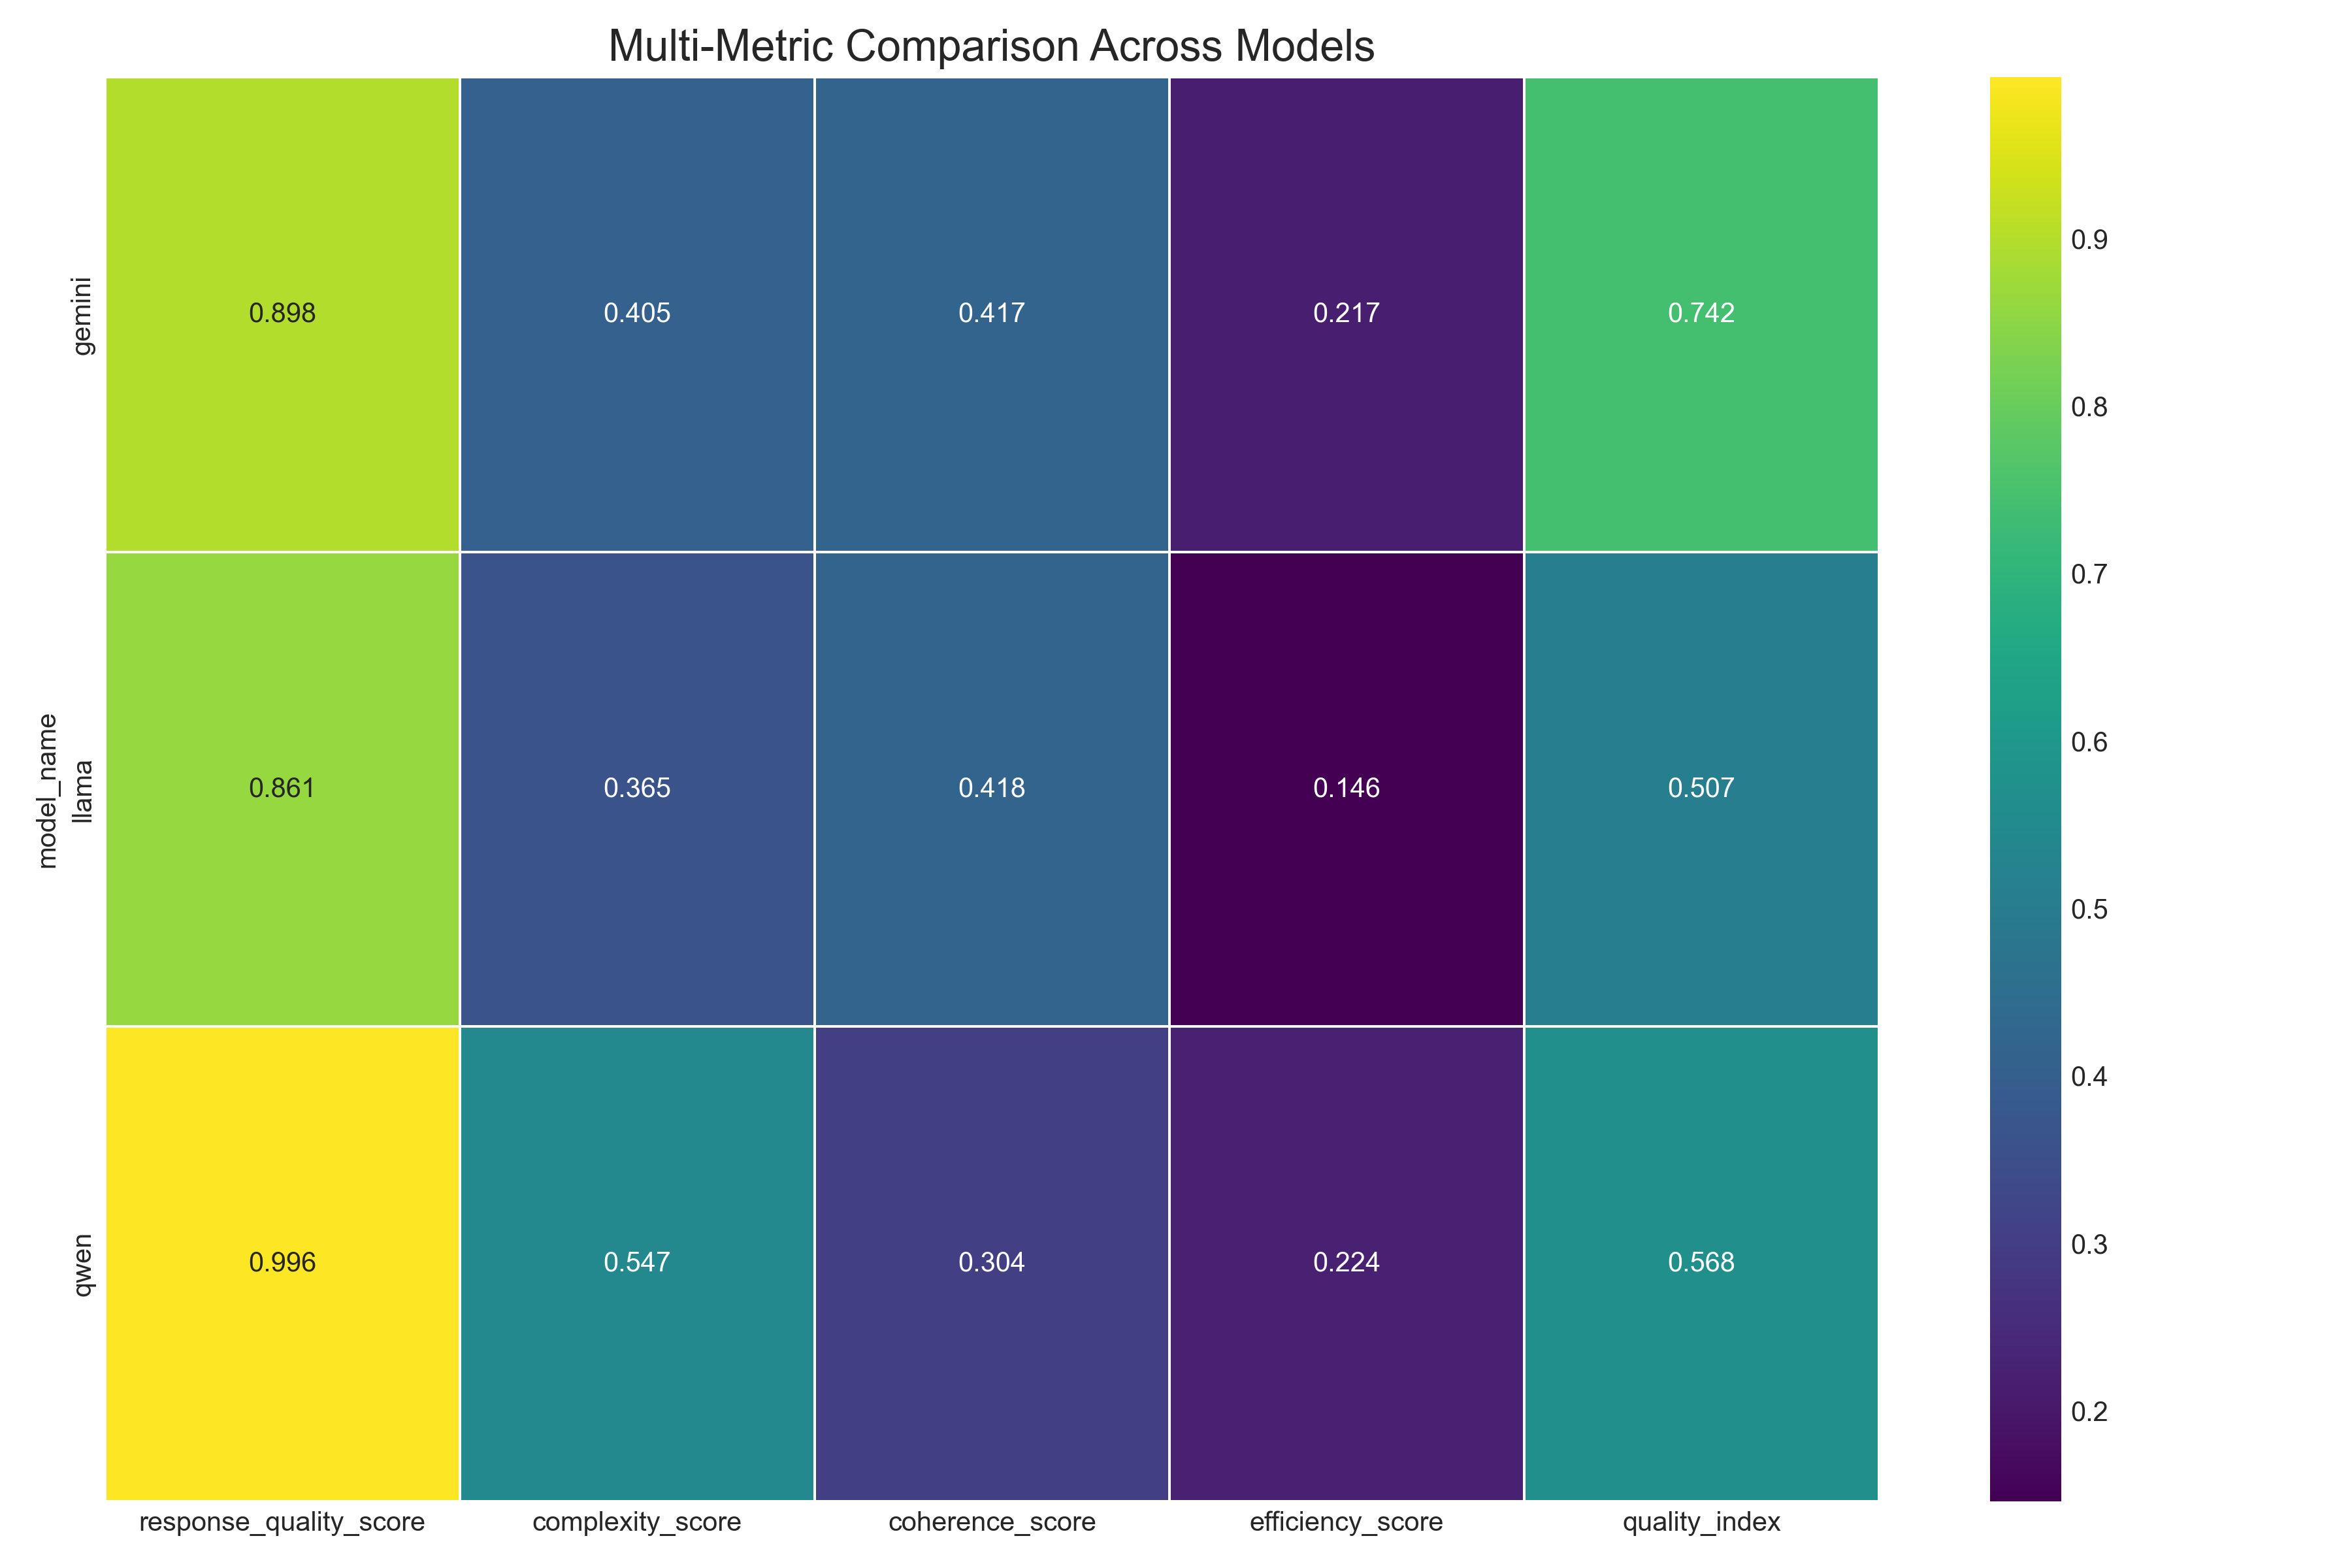 Multi-Metric Comparison Across Models
model_name
gemini
0.898 0.405 0.417 0.217 0.742
llama
0.861 0.365 0.418 0.146 0.507
qwen
0.996 0.547 0.304 0.224 0.568
response_quality_score complexity_score coherence_score efficiency_score quality_index
0.9
0.8
0.7
0.6
0.5
0.4
0.3
0.2